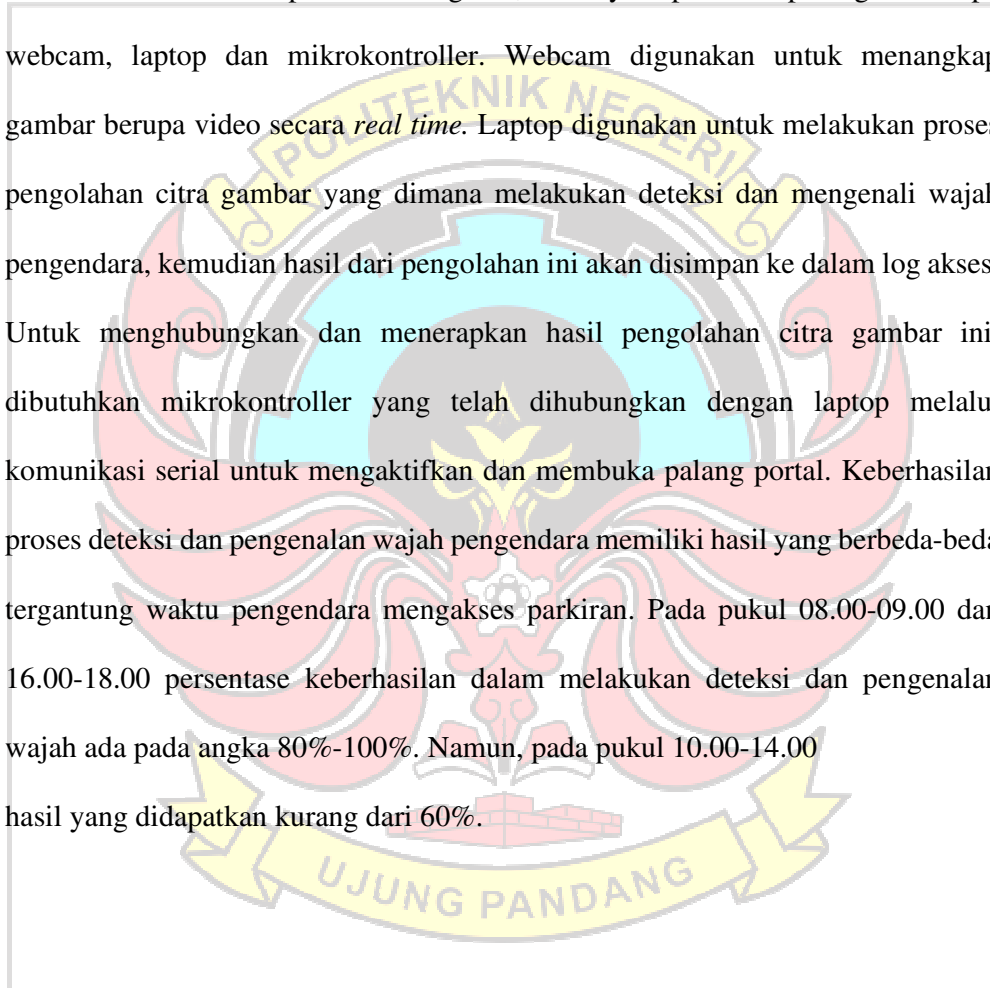 webcam, laptop dan mikrokontroller. Webcam digunakan untuk menangkap
gambar berupa video secara real time. Laptop digunakan untuk melakukan proses
pengolahan citra gambar yang dimana melakukan deteksi dan mengenali wajah
pengendara, kemudian hasil dari pengolahan ini akan disimpan ke dalam log akses
Untuk menghubungkan dan menerapkan hasil pengolahan citra gambar ini
dibutuhkan mikrokontroller yang telah dihubungkan dengan laptop melalu
komunikasi serial untuk mengaktifkan dan membuka palang portal. Keberhasilan
proses deteksi dan pengenalan wajah pengendara memiliki hasil yang berbeda-beda
tergantung waktu pengendara mengakses parkiran. Pada pukul 08.00-09.00 dan
16.00-18.00 persentase keberhasilan dalam melakukan deteksi dan pengenalan
wajah ada pada angka 80%-100%. Namun, pada pukul 10.00-14.00
hasil yang didapatkan kurang dari 60%.
POLITEKNIK NEGERI
UJUNG PANDANG